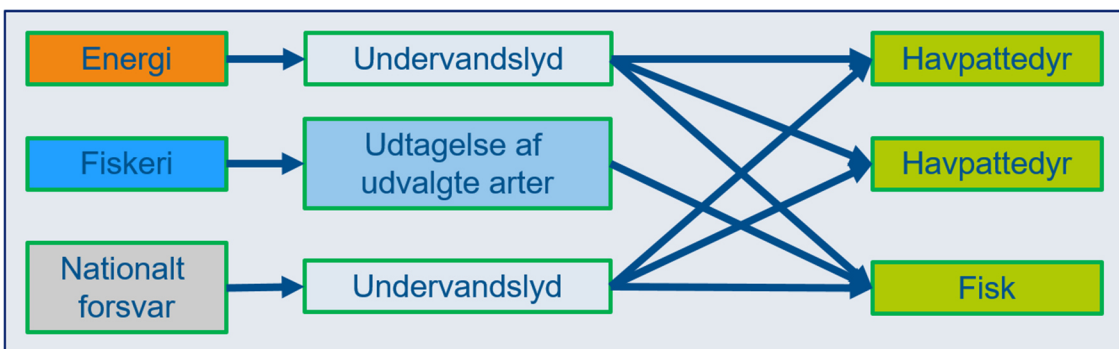 Energi
Undervandslyd
Havpattedyr
Fiskeri
Udtagelse af
udvalgte arter
Havpattedyr
Nationalt
forsvar
Undervandslyd
Fisk